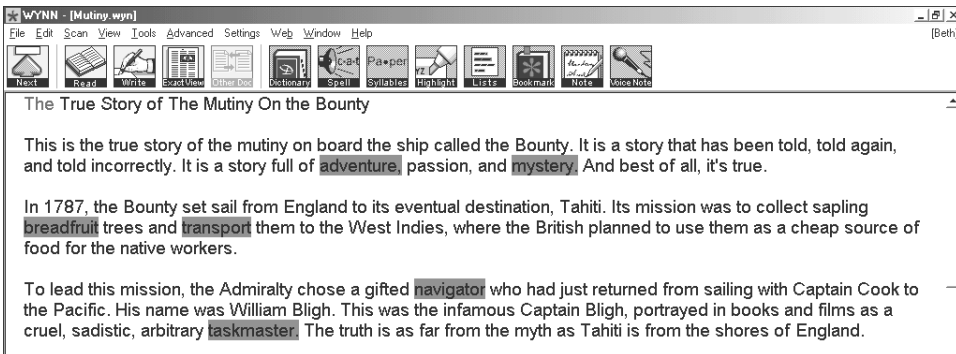 WYNN - [Mutiny.wyn]
File Edit Scan View Tools Advanced Settings Web Window Help [Beth]
c-a-t Pa•per
Next Read Write ExactView Other Doc Dictionary Spell Syllables Highlight Lists Bookmark Note Voice Note
The True Story of The Mutiny On the Bounty
This is the true story of the mutiny on board the ship called the Bounty. It is a story that has been told, told again,
and told incorrectly. It is a story full of adventure, passion, and mystery. And best of all, it's true.
In 1787, the Bounty set sail from England to its eventual destination, Tahiti. Its mission was to collect sapling
breadfruit trees and transport them to the West Indies, where the British planned to use them as a cheap source of
food for the native workers.
To lead this mission, the Admiralty chose a gifted navigator who had just returned from sailing with Captain Cook to
the Pacific. His name was William Bligh. This was the infamous Captain Bligh, portrayed in books and films as a
cruel, sadistic, arbitrary taskmaster. The truth is as far from the myth as Tahiti is from the shores of England.